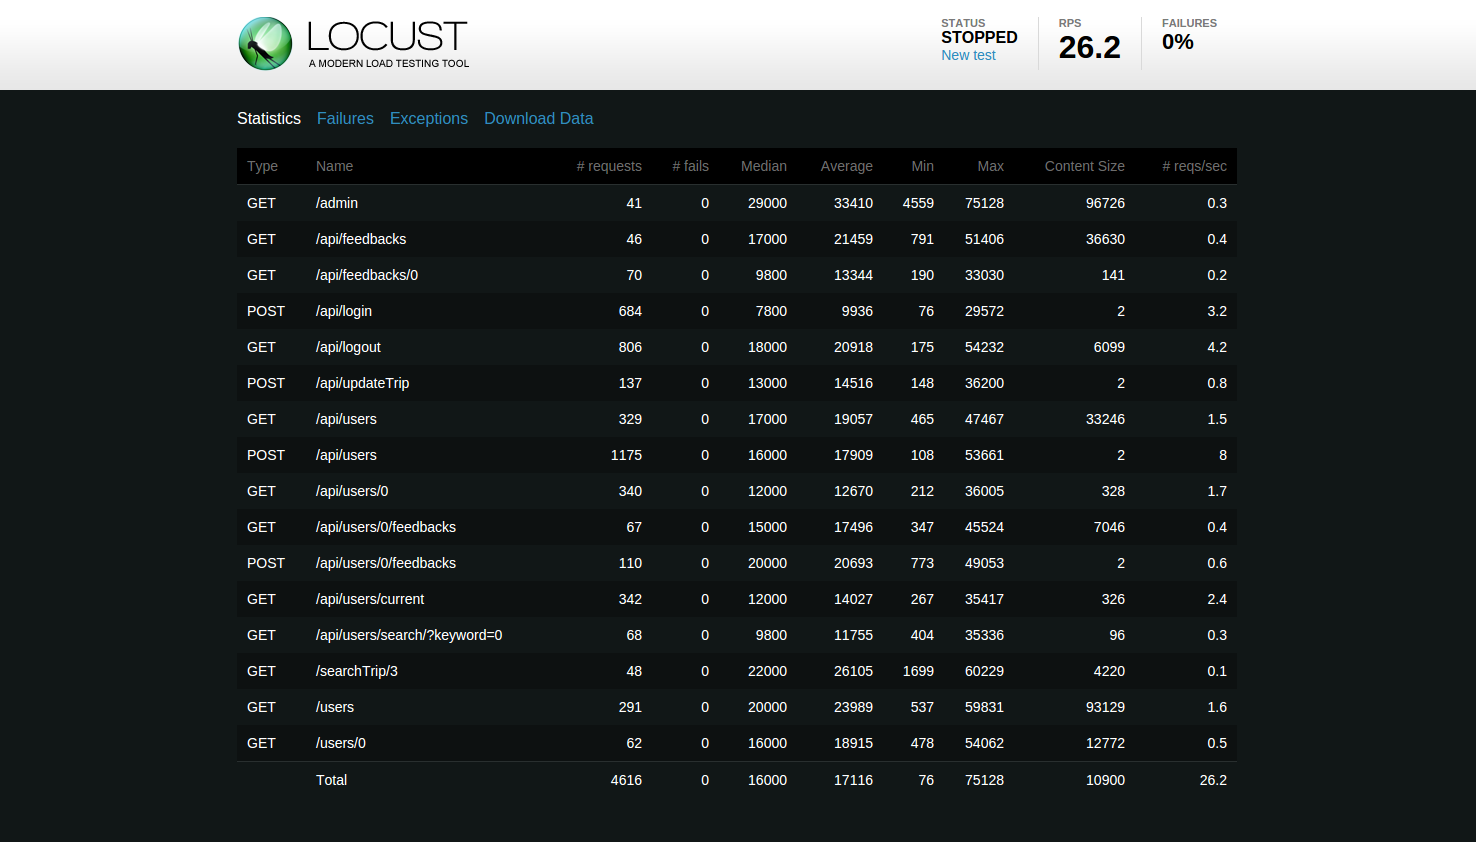 LOCUST
A MODERN LOAD TESTING TOOL
STATUS
STOPPED
New test
RPS
26.2
FAILURES
0%
Statistics Failures Exceptions Download Data
Type Name # requests # fails Median Average Min Max Content Size # reqs/sec
GET /admin 41 0 29000 33410 4559 75128 96726 0.3
GET /api/feedbacks 46 0 17000 21459 791 51406 36630 0.4
GET /api/feedbacks/0 70 0 9800 13344 190 33030 141 0.2
POST /api/login 684 0 7800 9936 76 29572 2 3.2
GET /api/logout 806 0 18000 20918 175 54232 6099 4.2
POST /api/updateTrip 137 0 13000 14516 148 36200 2 0.8
GET /api/users 329 0 17000 19057 465 47467 33246 1.5
POST /api/users 1175 0 16000 17909 108 53661 2 8
GET /api/users/0 340 0 12000 12670 212 36005 328 1.7
GET /api/users/0/feedbacks 67 0 15000 17496 347 45524 7046 0.4
POST /api/users/0/feedbacks 110 0 20000 20693 773 49053 2 0.6
GET /api/users/current 342 0 12000 14027 267 35417 326 2.4
GET /api/users/search/?keyword=0 68 0 9800 11755 404 35336 96 0.3
GET /searchTrip/3 48 0 22000 26105 1699 60229 4220 0.1
GET /users 291 0 20000 23989 537 59831 93129 1.6
GET /users/0 62 0 16000 18915 478 54062 12772 0.5
Total 4616 0 16000 17116 76 75128 10900 26.2